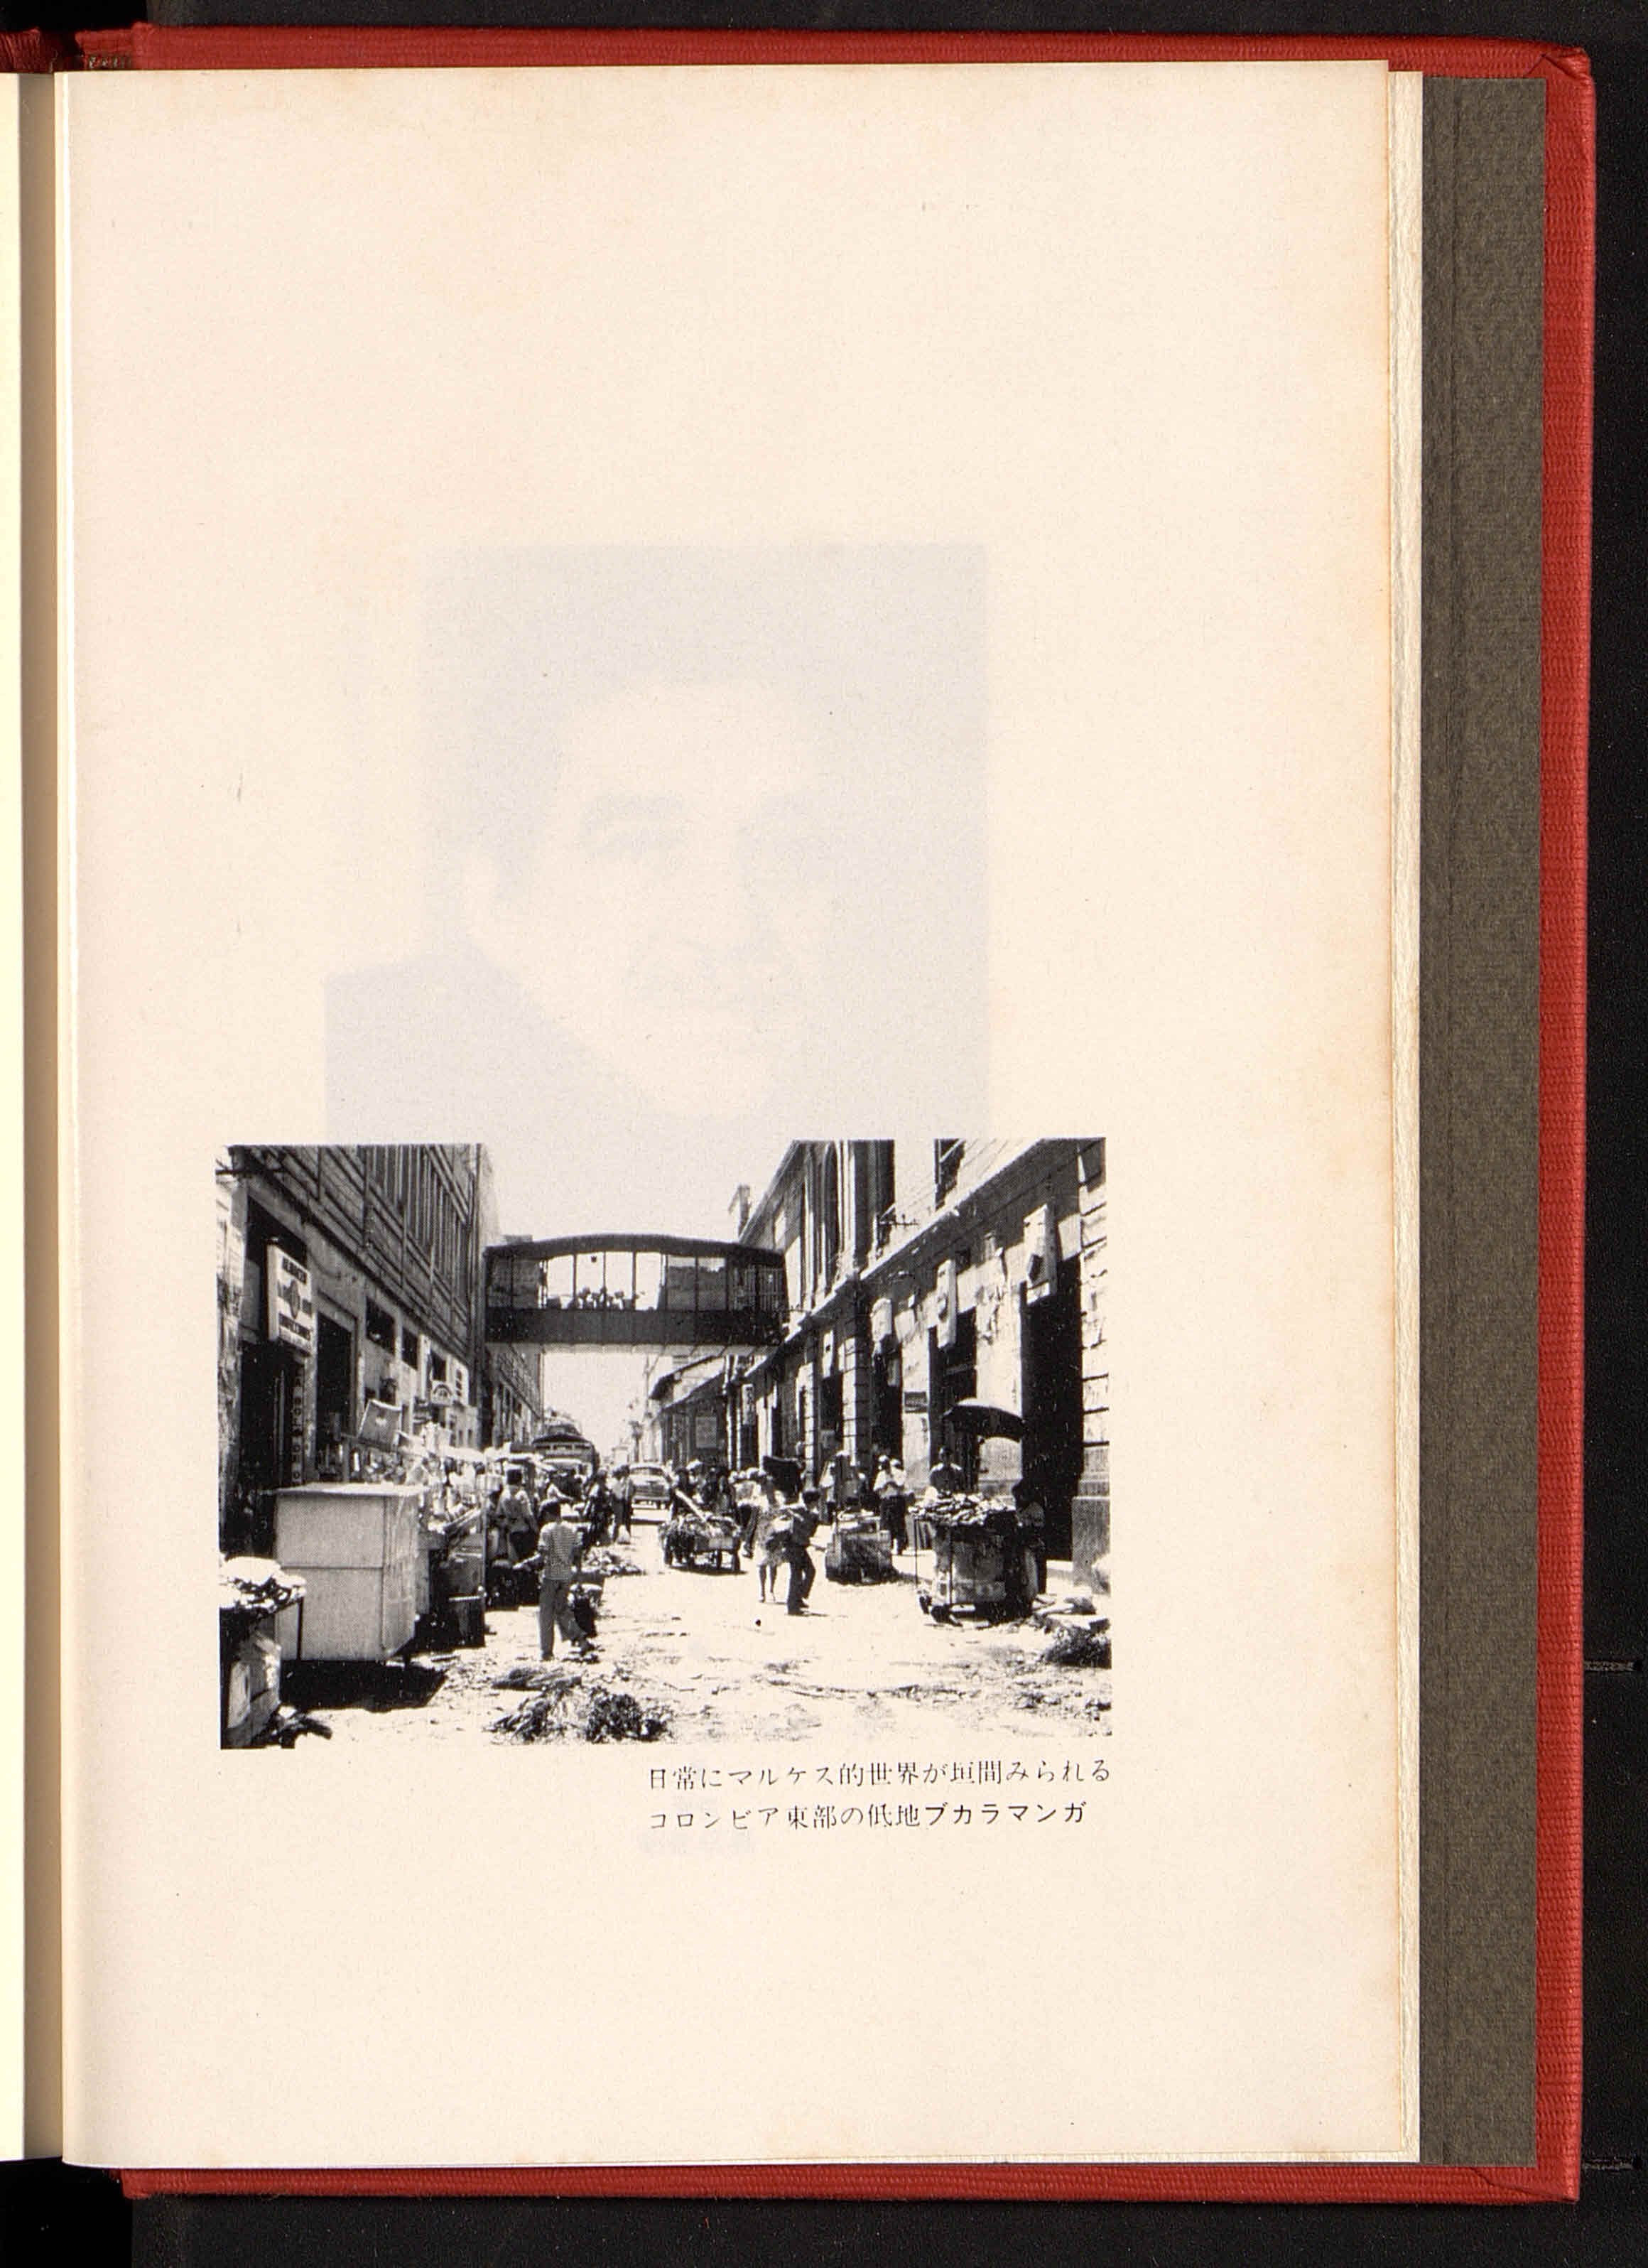 日常にマルケス的世界が垣間みられる
コロンビア東部の低地ブカラマンガ